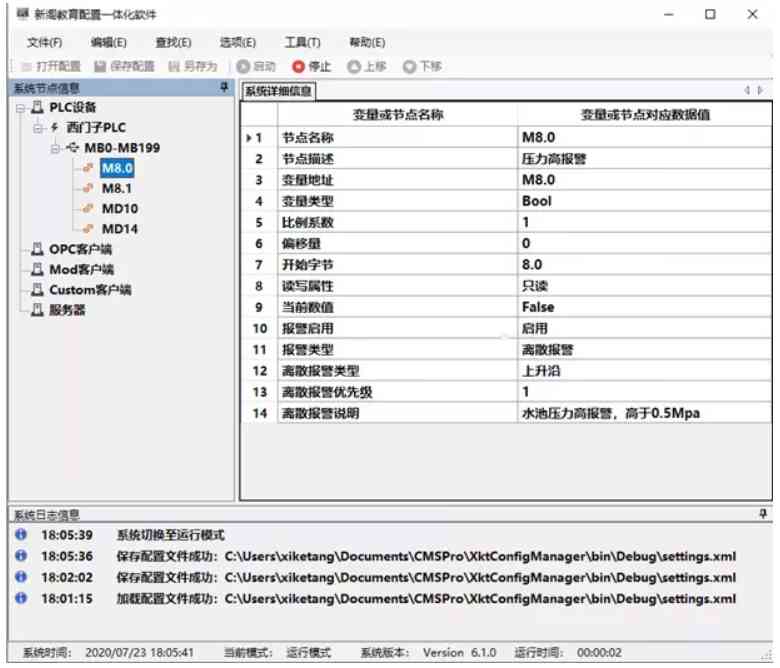 新阁教育配置一体化软件
文件(F) 编辑(E) 查找(E) 选项(E) 工具(T) 帮助(E)
打开配置 保存配置 另存为 启动 停止 上移 下移
系统节点信息
PLC设备
西门子PLC
MB0-MB199
M8.0
M8.1
MD10
MD14
OPC客户端
Mod客户端
Custom客户端
服务器
系统详细信息
变量或节点名称 变量或节点对应数据值
1 节点名称 M8.0
2 节点描述 压力高报警
3 变量地址 M8.0
4 变量类型 Bool
5 比例系数 1
6 偏移量 0
7 开始字节 8.0
8 读写属性 只读
9 当前数值 False
10 报警启用 启用
11 报警类型 离散报警
12 离散报警类型 上升沿
13 离散报警优先级 1
14 离散报警说明 水池压力高报警，高于0.5Mpa
系统日志信息
18:05:39 系统切换至运行模式
18:05:36 保存配置文件成功：C:\Users\xiketang\Documents\CMSPro\XktConfigManager\bin\Debug\settings.xml
18:02:02 保存配置文件成功：C:\Users\xiketang\Documents\CMSPro\XktConfigManager\bin\Debug\settings.xml
18:01:15 加载配置文件成功：C:\Users\xiketang\Documents\CMSPro\XktConfigManager\bin\Debug\settings.xml
系统时间： 2020/07/23 18:05:41 当前模式： 运行模式 系统版本： Version 6.1.0 运行时间： 00:00:02